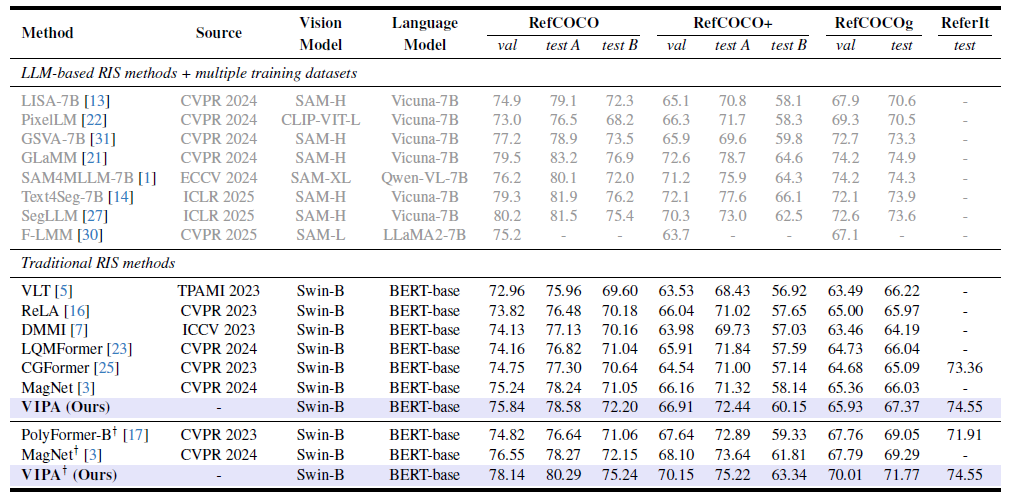 Method Source Vision Model Language Model RefCOCO RefCOCO+ RefCOCOg ReferIt
val test A test B val test A test B val test test
LLM-based RIS methods + multiple training datasets
LISA-7B [13] CVPR 2024 SAM-H Vicuna-7B 74.9 79.1 72.3 65.1 70.8 58.1 67.9 70.6 -
PixelLM [22] CVPR 2024 CLIP-VIT-L Vicuna-7B 73.0 76.5 68.2 66.3 71.7 58.3 69.3 70.5 -
GSVA-7B [31] CVPR 2024 SAM-H Vicuna-7B 77.2 78.9 73.5 65.9 69.6 59.8 72.7 73.3 -
GLaMM [21] CVPR 2024 SAM-H Vicuna-7B 79.5 83.2 76.9 72.6 78.7 64.6 74.2 74.9 -
SAM4MLLM-7B [1] ECCV 2024 SAM-XL Qwen-VL-7B 76.2 80.1 72.0 71.2 75.9 64.3 74.2 74.3 -
Text4Seg-7B [14] ICLR 2025 SAM-H Vicuna-7B 79.3 81.9 76.2 72.1 77.6 66.1 72.1 73.9 -
SegLLM [27] ICLR 2025 SAM-H Vicuna-7B 80.2 81.5 75.4 70.3 73.0 62.5 72.6 73.6 -
F-LMM [30] CVPR 2025 SAM-L LLaMA2-7B 75.2 - - 63.7 - - 67.1 - -
Traditional RIS methods
VLT [5] TPAMI 2023 Swin-B BERT-base 72.96 75.96 69.60 63.53 68.43 56.92 63.49 66.22 -
ReLA [16] CVPR 2023 Swin-B BERT-base 73.82 76.48 70.18 66.04 71.02 57.65 65.00 65.97 -
DMMI [7] ICCV 2023 Swin-B BERT-base 74.13 77.13 70.16 63.98 69.73 57.03 63.46 64.19 -
LQMFormer [23] CVPR 2024 Swin-B BERT-base 74.16 76.82 71.04 65.91 71.84 57.59 64.73 66.04 -
CGFormer [25] CVPR 2023 Swin-B BERT-base 74.75 77.30 70.64 64.54 71.00 57.14 64.68 65.09 73.36
MagNet [3] CVPR 2024 Swin-B BERT-base 75.24 78.24 71.05 66.16 71.32 58.14 65.36 66.03 -
VIPA (Ours) - Swin-B BERT-base 75.84 78.58 72.20 66.91 72.44 60.15 65.93 67.37 74.55
PolyFormer-B† [17] CVPR 2023 Swin-B BERT-base 74.82 76.64 71.06 67.64 72.89 59.33 67.76 69.05 71.91
MagNet† [3] CVPR 2024 Swin-B BERT-base 76.55 78.27 72.15 68.10 73.64 61.81 67.79 69.29 -
VIPA† (Ours) - Swin-B BERT-base 78.14 80.29 75.24 70.15 75.22 63.34 70.01 71.77 74.55